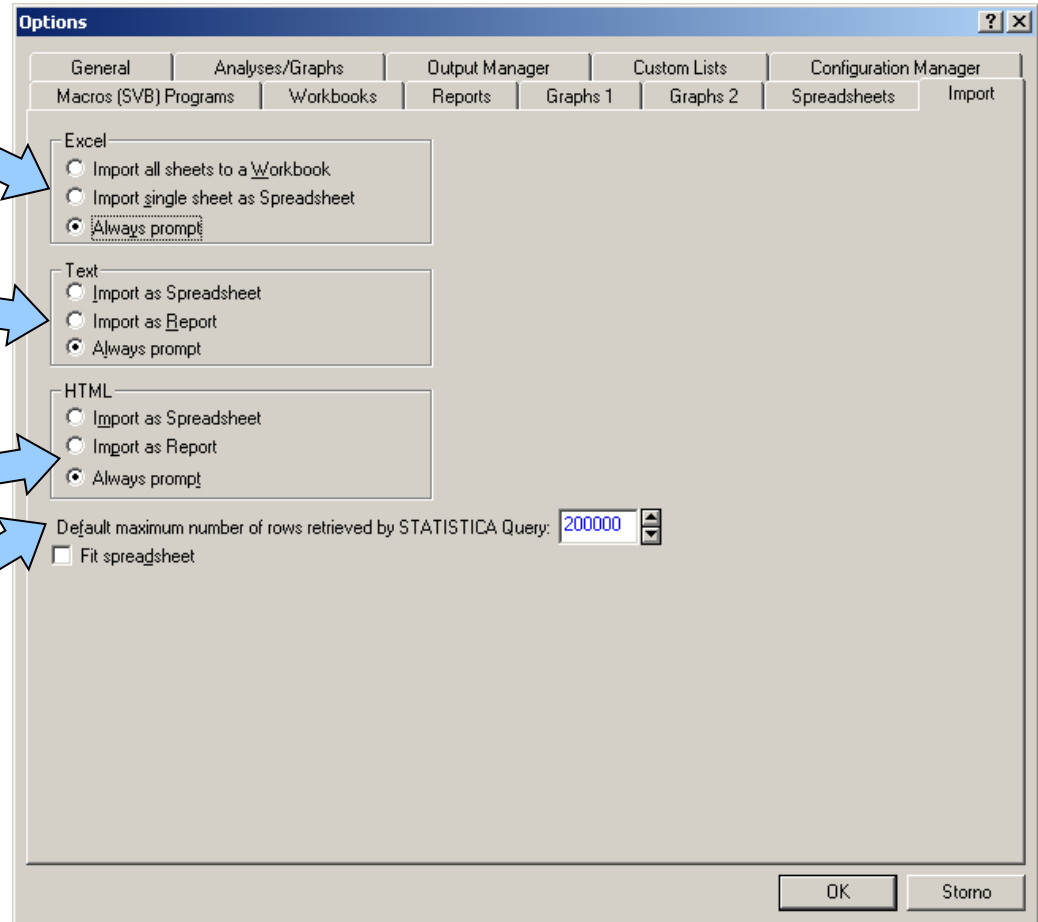 Options
General Analyses/Graphs Output Manager Custom Lists Configuration Manager
Macros (SVB) Programs Workbooks Reports Graphs 1 Graphs 2 Spreadsheets Import
Excel
Import all sheets to a Workbook
Import single sheet as Spreadsheet
Always prompt
Text
Import as Spreadsheet
Import as Report
Always prompt
HTML
Import as Spreadsheet
Import as Report
Always prompt
Default maximum number of rows retrieved by STATISTICA Query: 200000
Fit spreadsheet
OK Storno